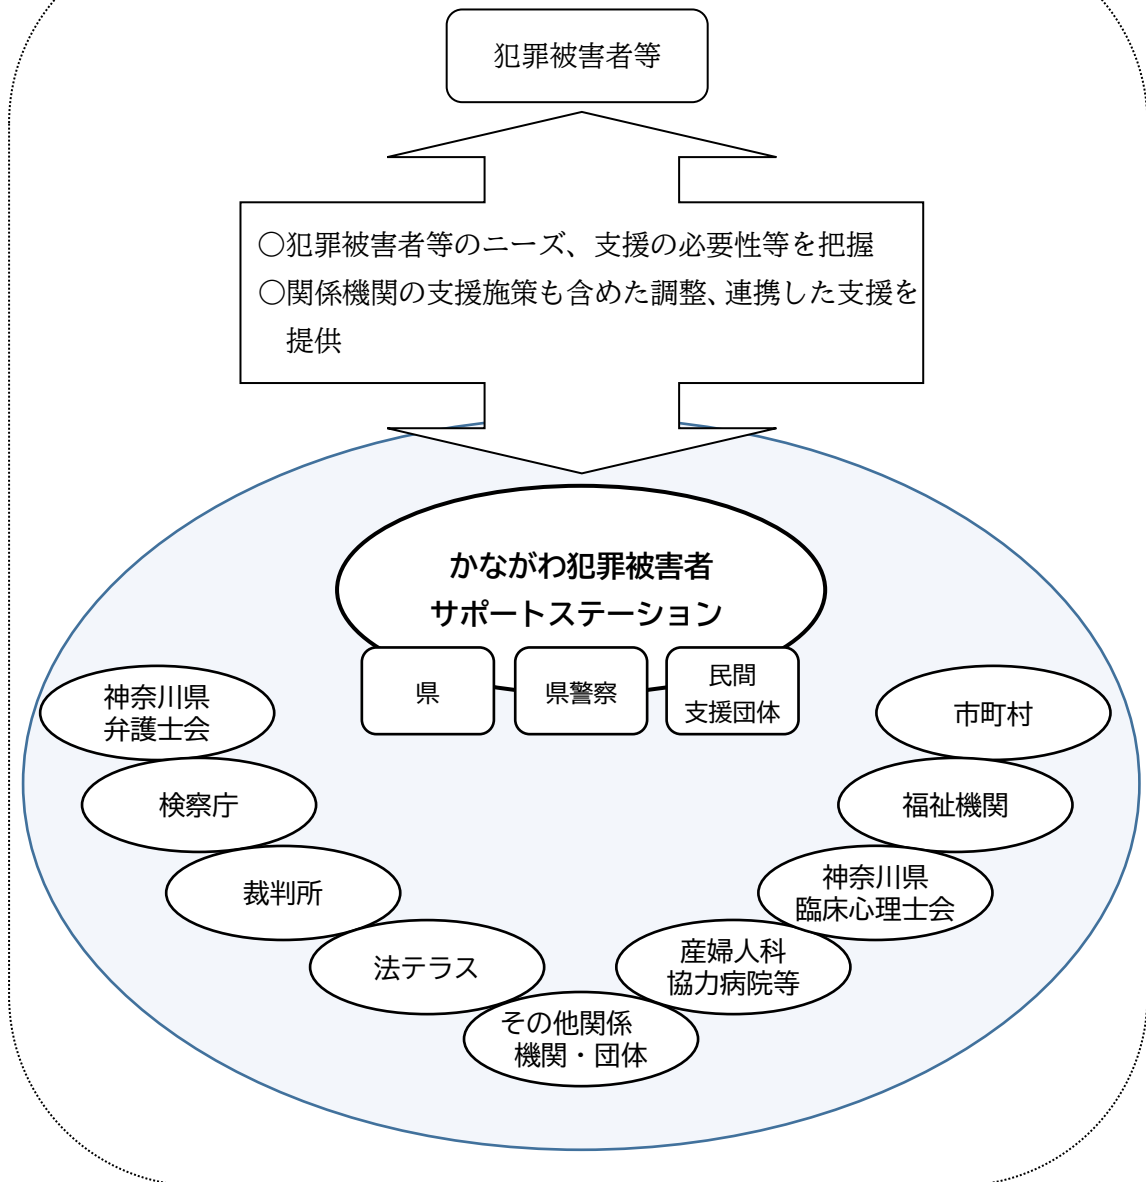 犯罪被害者等
○犯罪被害者等のニーズ、支援の必要性等を把握
○関係機関の支援施策も含めた調整、連携した支援を
提供
かながわ犯罪被害者
サポートステーション
県
県警察
民間
支援団体
神奈川県
弁護士会
検察庁
裁判所
法テラス
その他関係
機関・団体
産婦人科
協力病院等
神奈川県
臨床心理士会
福祉機関
市町村